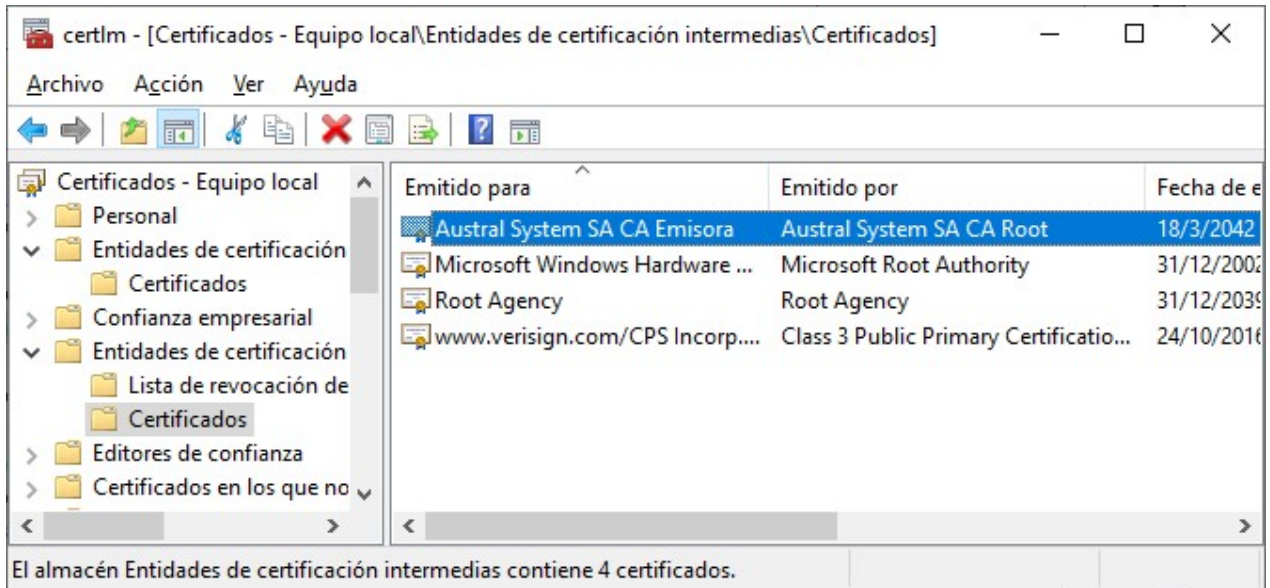 certlm - [Certificados - Equipo local\Entidades de certificación intermedias\Certificados]
Archivo Acción Ver Ayuda
Certificados - Equipo local
Personal
Entidades de certificación
Certificados
Confianza empresarial
Entidades de certificación
Lista de revocación de
Certificados
Editores de confianza
Certificados en los que no
Emitido para Emitido por Fecha de e
Austral System SA CA Emisora Austral System SA CA Root 18/3/2042
Microsoft Windows Hardware ... Microsoft Root Authority 31/12/2002
Root Agency Root Agency 31/12/2039
www.verisign.com/CPS Incorp.... Class 3 Public Primary Certificatio... 24/10/2016
El almacén Entidades de certificación intermedias contiene 4 certificados.